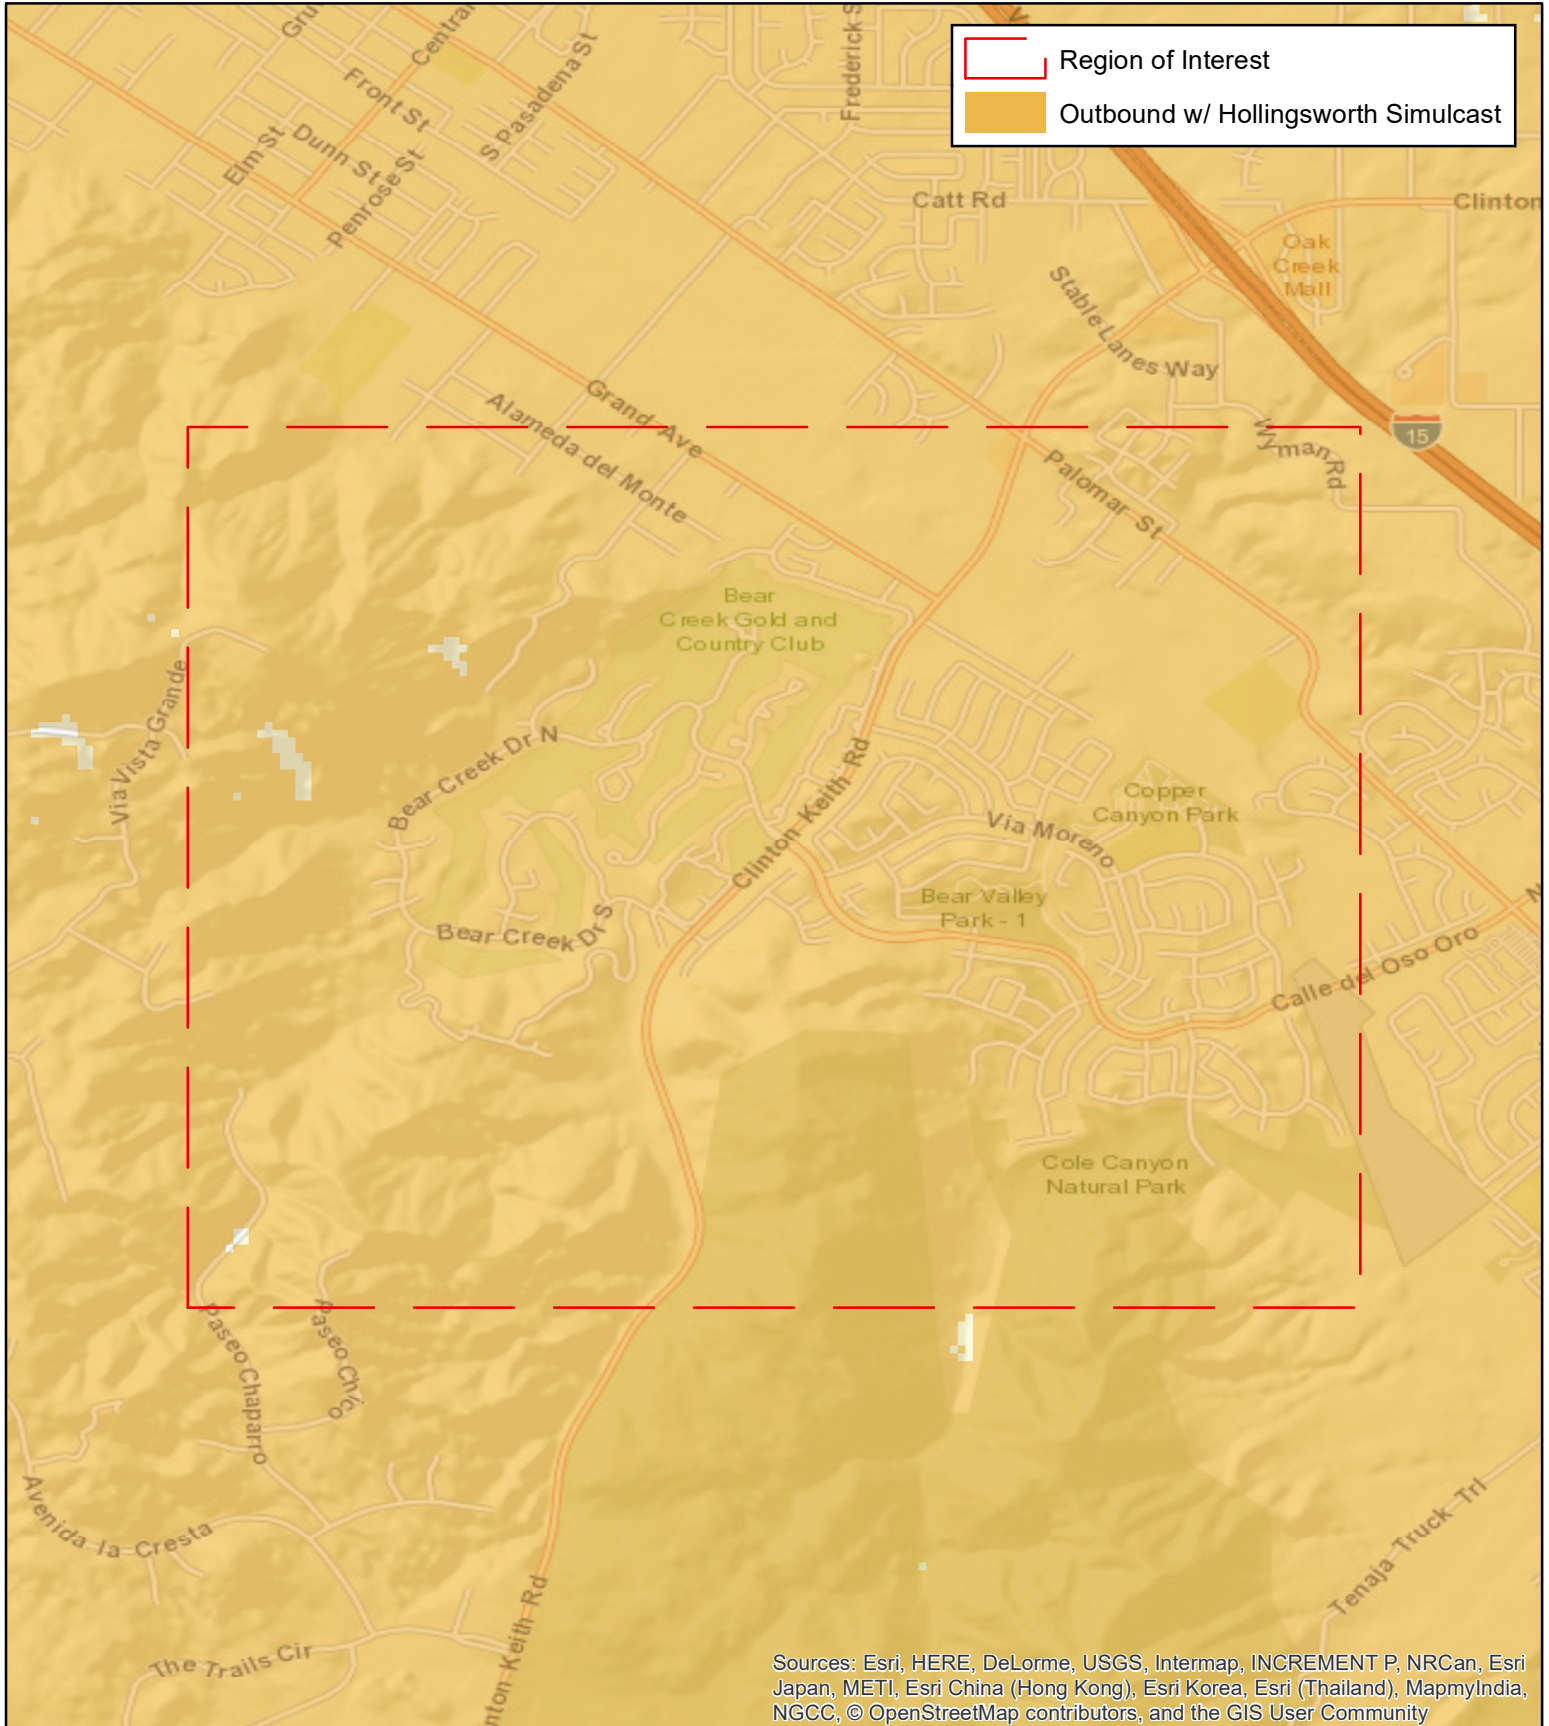 Region of Interest
Outbound w/ Hollingsworth Simulcast
Central
Front St
S Pasadena St
Frederick S
Elm St
Dunn St
Penrose St
Catt Rd
Clinton
Oak
Creek
Mall
Stable Lanes Way
Grand Ave
Alameda del Monte
15
Wyman Rd
Palomar St
Bear
Creek Gold and
Country Club
Via Vista Grande
Bear Creek Dr N
Clinton Keith Rd
Copper
Canyon Park
Via Moreno
Bear Valley
Park - 1
Bear Creek Dr S
Calle del Oso Oro
Cole Canyon
Natural Park
Paseo Chaparro
Paseo Chico
Avenida la Cresta
Tenaja Truck Trl
The Trails Cir
nton Keith Rd
Sources: Esri, HERE, DeLorme, USGS, Intermap, INCREMENT P, NRCan, Esri
Japan, METI, Esri China (Hong Kong), Esri Korea, Esri (Thailand), MapmyIndia,
NGCC, © OpenStreetMap contributors, and the GIS User Community